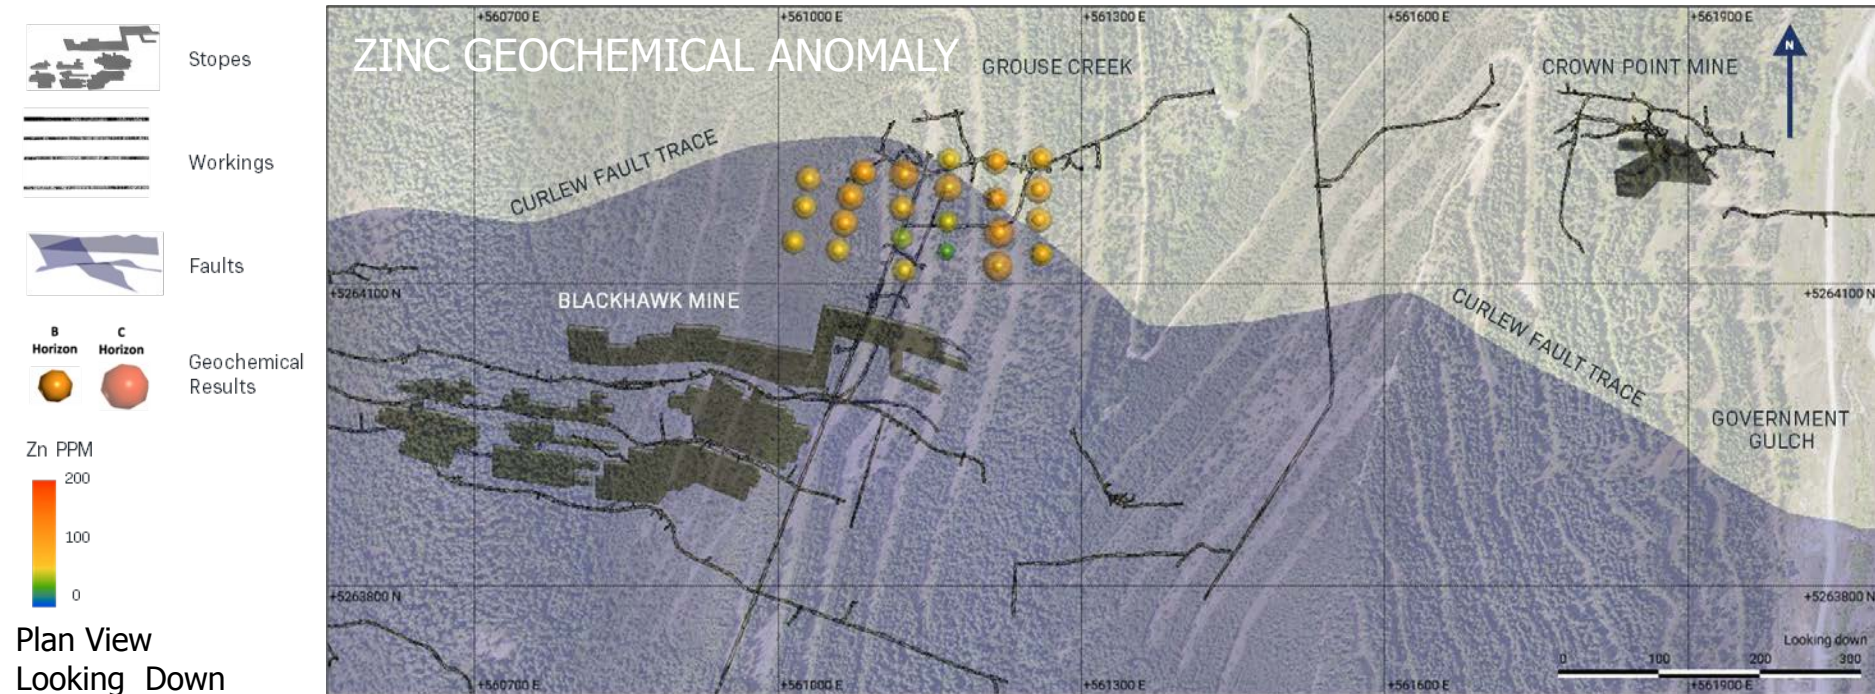 Stopes
Workings
Faults
B
Horizon
C
Horizon
Geochemical
Results
Zn PPM
200
100
0
Plan View
Looking Down
+560700 E
+561000 E
+561300 E
+561600 E
+561900 E
ZINC GEOCHEMICAL ANOMALY
GROUSE CREEK
CROWN POINT MINE
N
CURLEW FAULT TRACE
+5264100 N
+5264100 N
BLACKHAWK MINE
CURLEW FAULT TRACE
GOVERNMENT
GULCH
+5263800 N
+5263800 N
Looking down
0
100
200
300
+560700 E
+561000 E
+561300 E
+561600 E
+561900 E